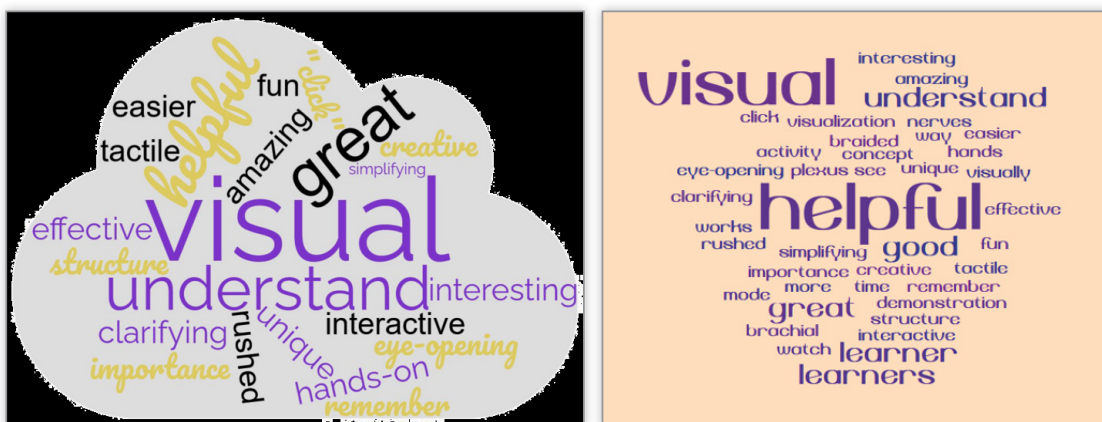 helpful
fun
"click"
easier
great
tactile
amazing
creative
simplifying
visual
effective
structure
understand
interesting
clarifying
rushed
unique
interactive
eye-opening
importance
hands-on
remember
visual interesting
amazing
understand
click visualization nerves
braided way easier
activity concept hands
eye-opening plexus see unique visually
clarifying helpful effective
works
rushed simplifying good fun
importance creative tactile
mode more time remember
great demonstration
structure
brachial interactive
watch learner
learners